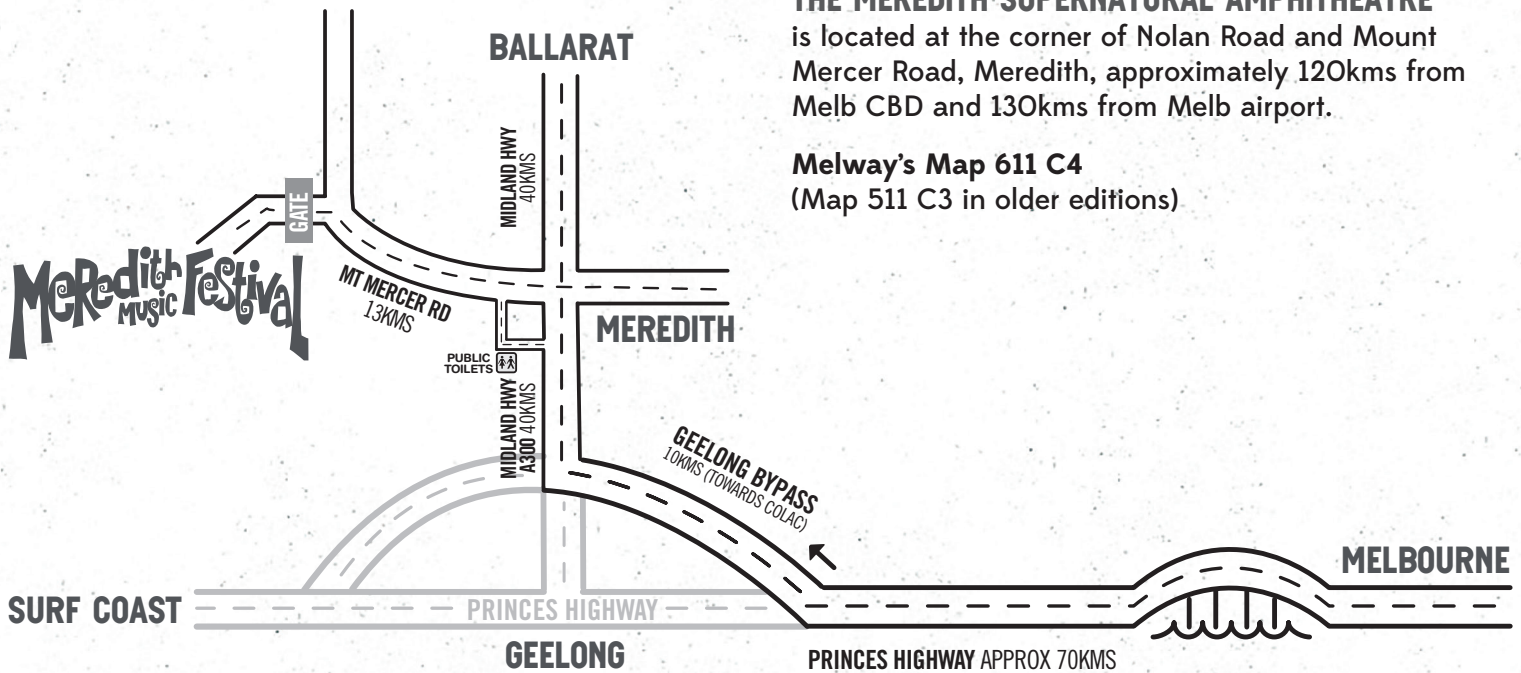 THE MEREDITH SUPERNATURAL AMPHITHEATRE
is located at the corner of Nolan Road and Mount
Mercer Road, Meredith, approximately 120kms from
Melb CBD and 130kms from Melb airport.
Melway's Map 611 C4
(Map 511 C3 in older editions)
BALLARAT
MIDLAND HWY
40KMS
GATE
Meredith
Music
Festival
MT MERCER RD
13KMS
MEREDITH
PUBLIC
TOILETS
MIDLAND HWY
A300 40KMS
GEELONG BYPASS
10KMS (TOWARDS COLAC)
MELBOURNE
SURF COAST
PRINCES HIGHWAY
GEELONG
PRINCES HIGHWAY APPROX 70KMS